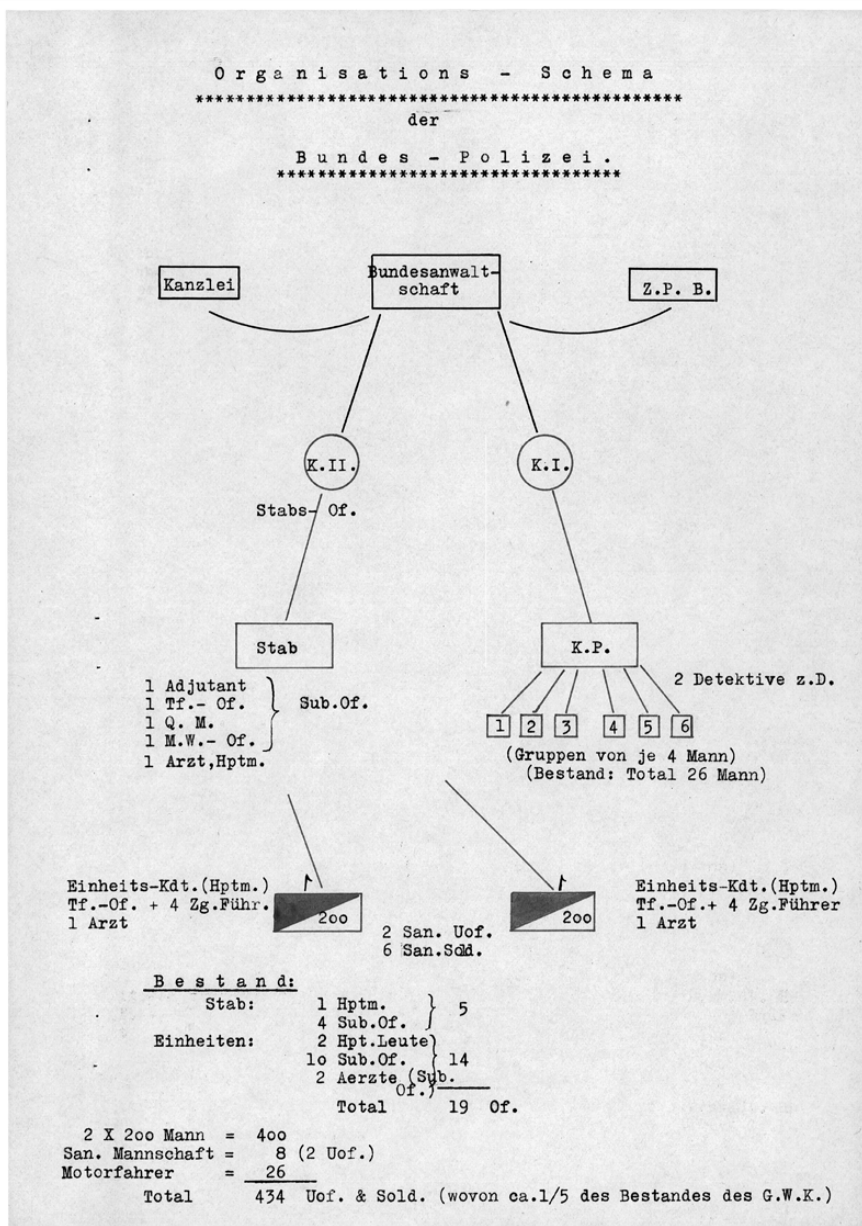 O r g a n i s a t i o n s - S c h e m a
************************************************
der
B u n d e s - P o l i z e i .
**********************************
Kanzlei
Bundesanwalt-
schaft
Z.P. B.
K.II.
K.I.
Stabs- Of.
Stab
K.P.
1 Adjutant
1 Tf.- Of.
1 Q. M.
1 M.W.- Of.
1 Arzt,Hptm.
Sub.Of.
2 Detektive z.D.
1 2 3 4 5 6
(Gruppen von je 4 Mann)
(Bestand: Total 26 Mann)
Einheits-Kdt.(Hptm.)
Tf.-Of. + 4 Zg.Führ.
1 Arzt
2oo
2 San. Uof.
6 San.Sold.
2oo
Einheits-Kdt.(Hptm.)
Tf.-Of.+ 4 Zg.Führer
1 Arzt
B e s t a n d:
Stab: 1 Hptm. 5
4 Sub.Of.
Einheiten: 2 Hpt.Leute
1o Sub.Of. 14
2 Aerzte (Sub.
Of.)
Total 19 Of.
2 X 2oo Mann = 4oo
San. Mannschaft = 8 (2 Uof.)
Motorfahrer = 26
Total 434 Uof. & Sold. (wovon ca.1/5 des Bestandes des G.W.K.)